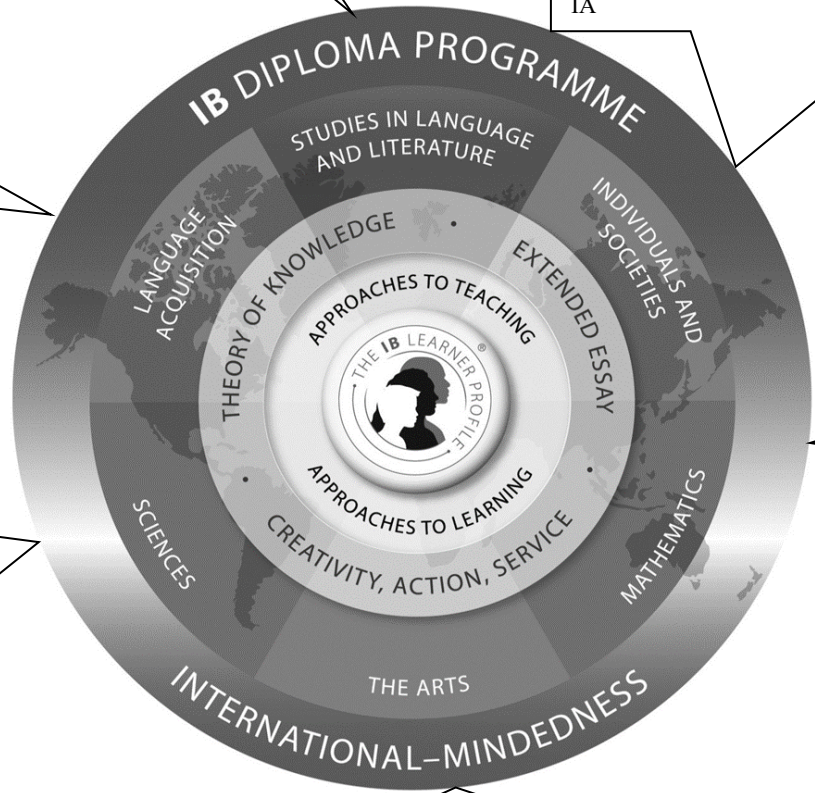 IA
IB DIPLOMA PROGRAMME
STUDIES IN LANGUAGE
AND LITERATURE
LANGUAGE
ACQUISITION
INDIVIDUALS AND
SOCIETIES
THEORY OF KNOWLEDGE
EXTENDED ESSAY
APPROACHES TO TEACHING
THE IB LEARNER PROFILE
®
APPROACHES TO LEARNING
CREATIVITY, ACTION, SERVICE
SCIENCES
MATHEMATICS
THE ARTS
INTERNATIONAL–MINDEDNESS